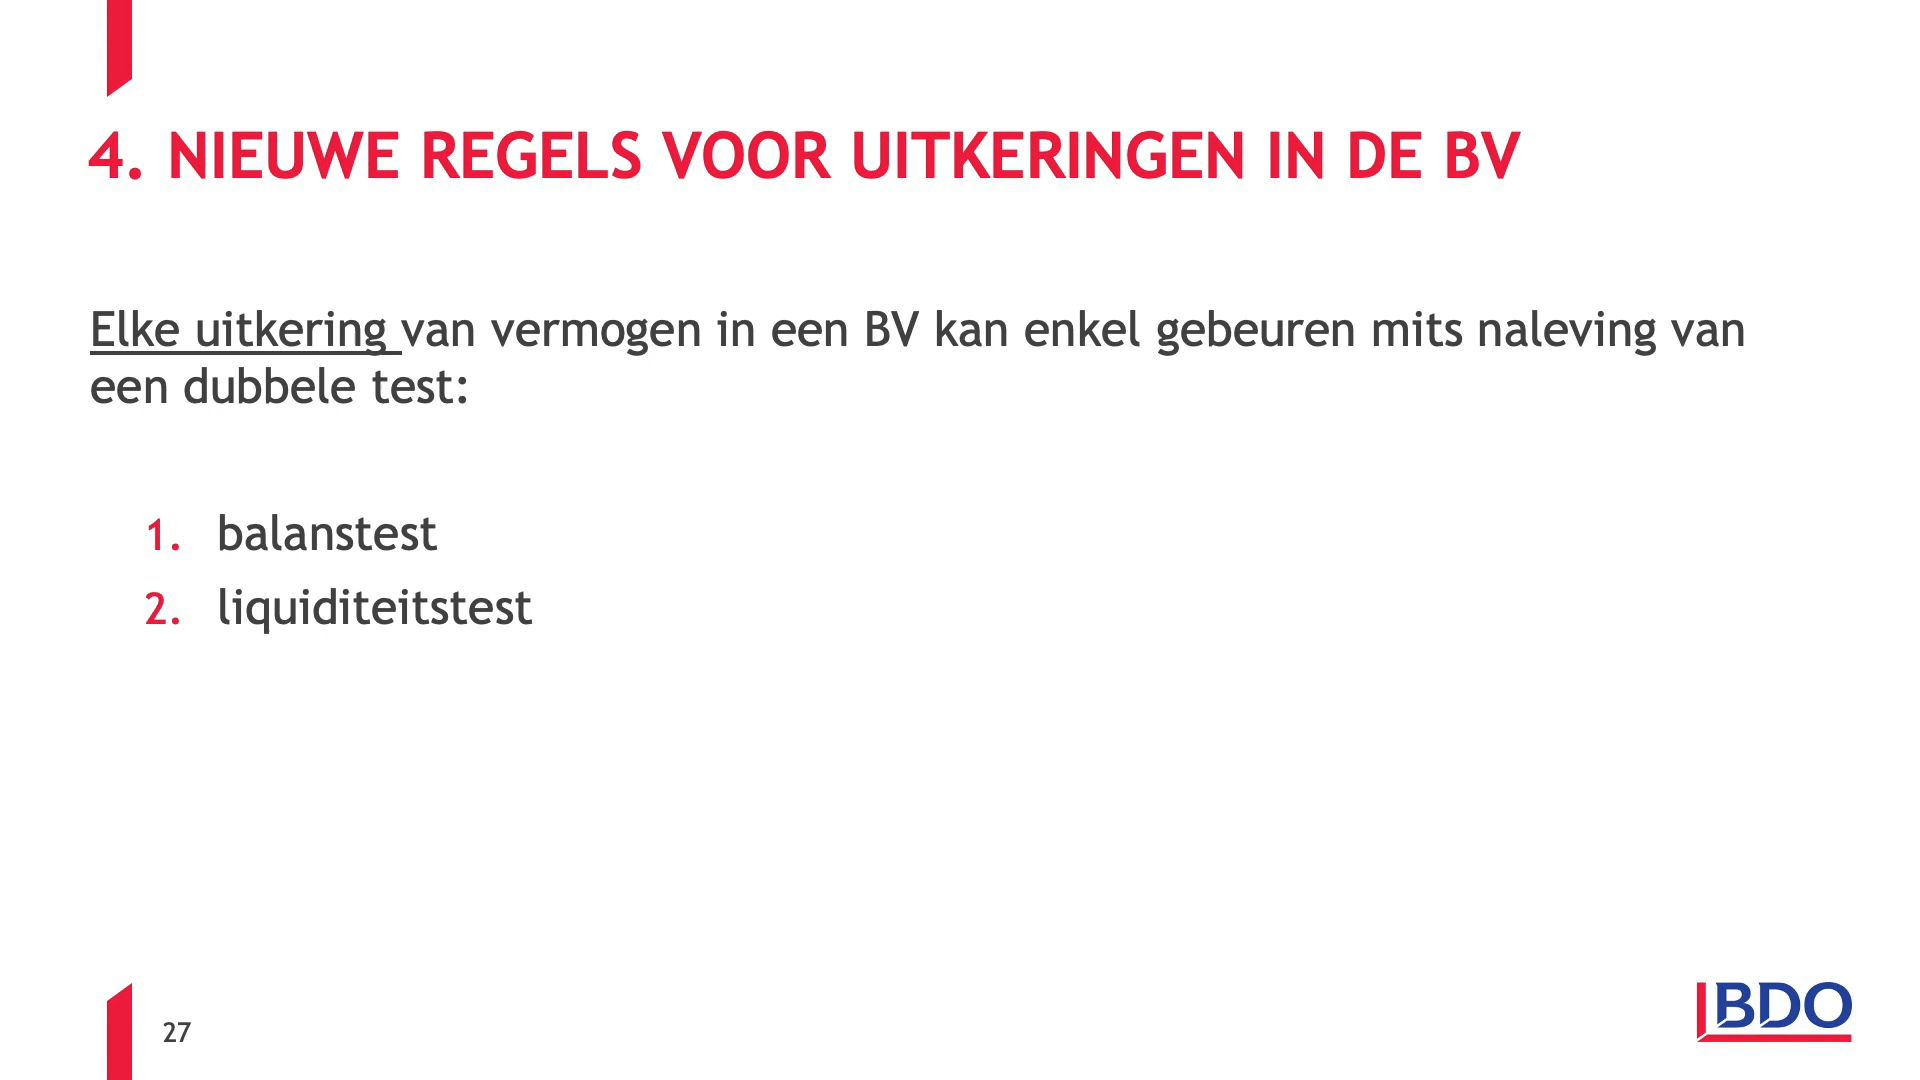 4. NIEUWE REGELS VOOR UITKERINGEN IN DE BV
Elke uitkering van vermogen in een BV kan enkel gebeuren mits naleving van
een dubbele test:
1. balanstest
2. liquiditeitstest
27
BDO